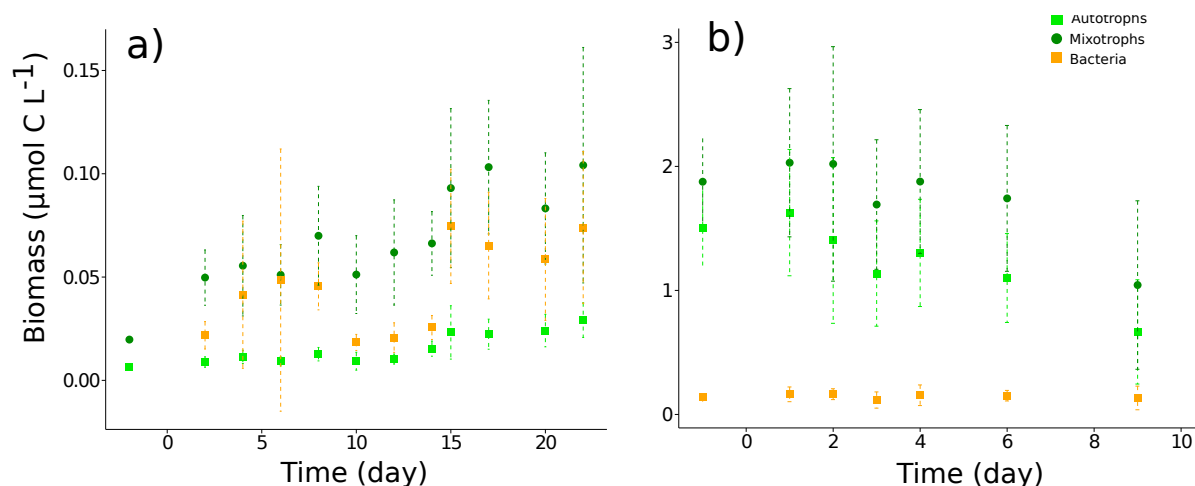 a)
Biomass (µmol C L⁻¹)
0.15
0.10
0.05
0.00
0 5 10 15 20
Time (day)
b)
Autotrophs
Mixotrophs
Bacteria
3
2
1
0
0 2 4 6 8 10
Time (day)